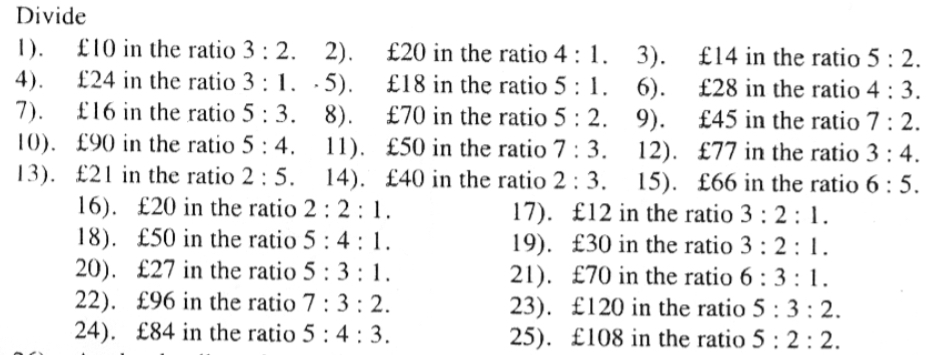 Divide
1). £10 in the ratio 3 : 2. 2). £20 in the ratio 4 : 1. 3). £14 in the ratio 5 : 2.
4). £24 in the ratio 3 : 1. 5). £18 in the ratio 5 : 1. 6). £28 in the ratio 4 : 3.
7). £16 in the ratio 5 : 3. 8). £70 in the ratio 5 : 2. 9). £45 in the ratio 7 : 2.
10). £90 in the ratio 5 : 4. 11). £50 in the ratio 7 : 3. 12). £77 in the ratio 3 : 4.
13). £21 in the ratio 2 : 5. 14). £40 in the ratio 2 : 3. 15). £66 in the ratio 6 : 5.
16). £20 in the ratio 2 : 2 : 1. 17). £12 in the ratio 3 : 2 : 1.
18). £50 in the ratio 5 : 4 : 1. 19). £30 in the ratio 3 : 2 : 1.
20). £27 in the ratio 5 : 3 : 1. 21). £70 in the ratio 6 : 3 : 1.
22). £96 in the ratio 7 : 3 : 2. 23). £120 in the ratio 5 : 3 : 2.
24). £84 in the ratio 5 : 4 : 3. 25). £108 in the ratio 5 : 2 : 2.